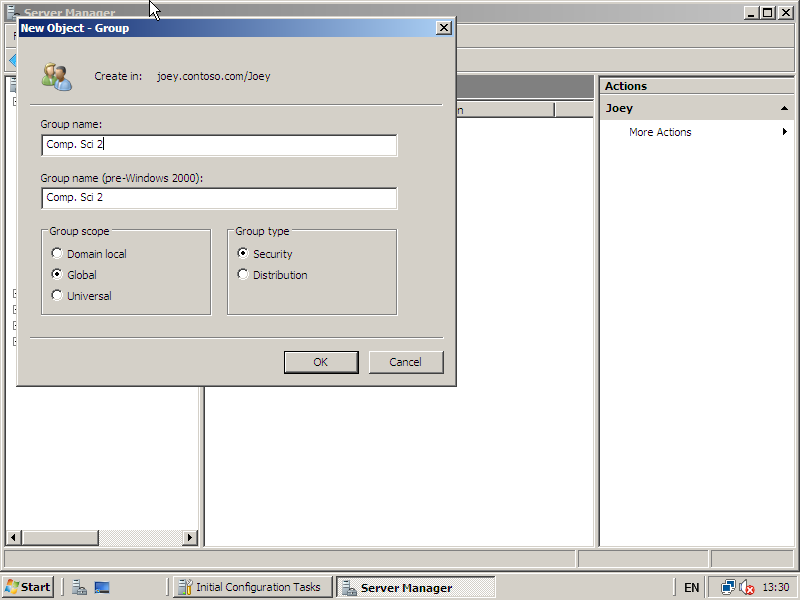 Server Manager
New Object - Group
Create in: joey.contoso.com/Joey
Group name:
Comp. Sci 2
Group name (pre-Windows 2000):
Comp. Sci 2
Group scope
Domain local
Global
Universal
Group type
Security
Distribution
OK
Cancel
Actions
Joey
More Actions
Start
Initial Configuration Tasks
Server Manager
EN
13:30